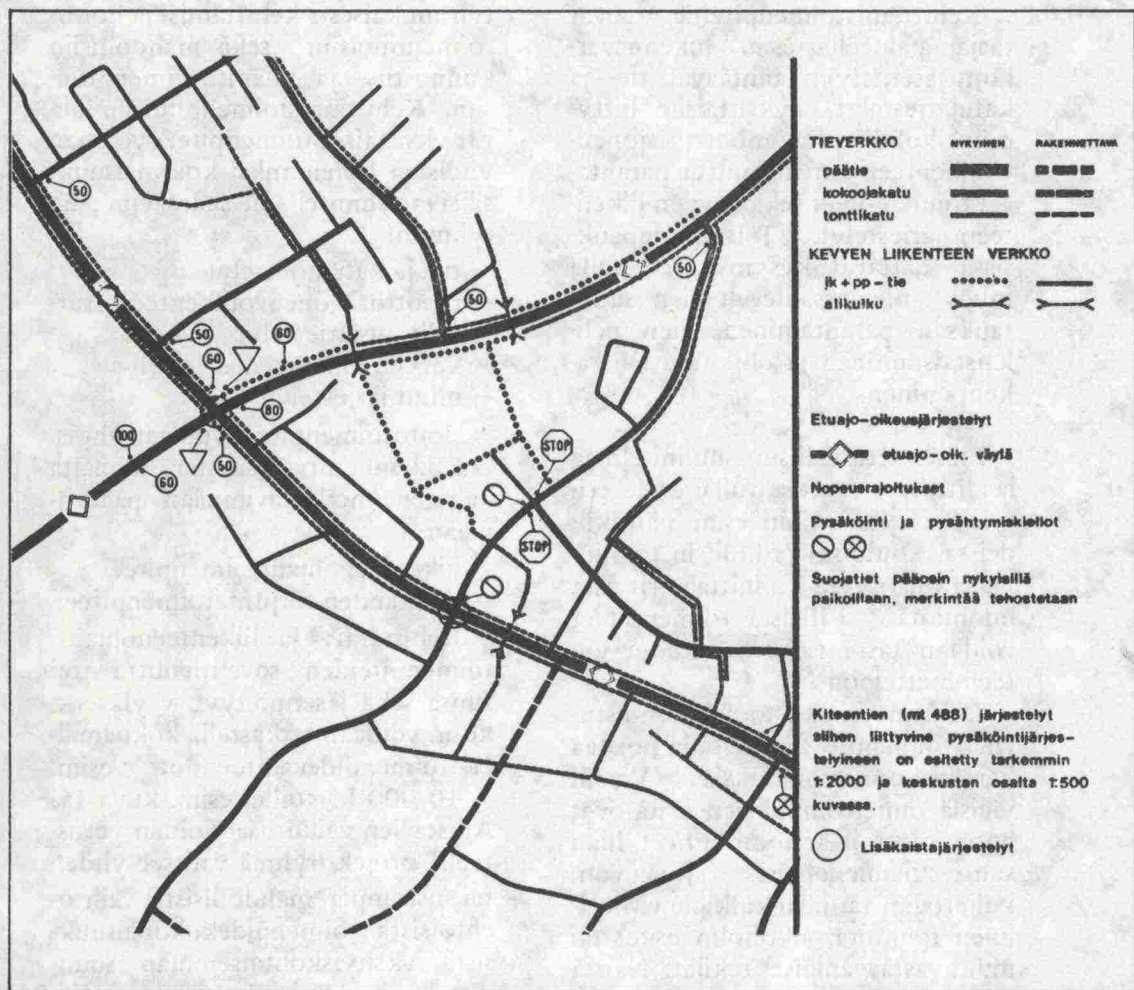 TIEVERKKO NYKYINEN RAKENNETTAVA
päätie
kokoojakatu
tonttikatu
KEVYEN LIIKENTEEN VERKKO
jk + pp - tie
alikulku
Etuajo-oikeusjärjestelyt
etuajo-oik. väylä
Nopeusrajoitukset
Pysäköinti ja pysähtymiskiellot
Suojatiet pääosin nykyisillä
paikoillaan, merkintää tehostetaan
Kiteentien (mt 488) järjestelyt
siihen liittyvine pysäköintijärjes-
telyineen on esitetty tarkemmin
1:2000 ja keskustan osalta 1:500
kuvassa.
Lisäkaistajärjestelyt
50
50
50
50
60
60
60
80
100
60
50
STOP
STOP